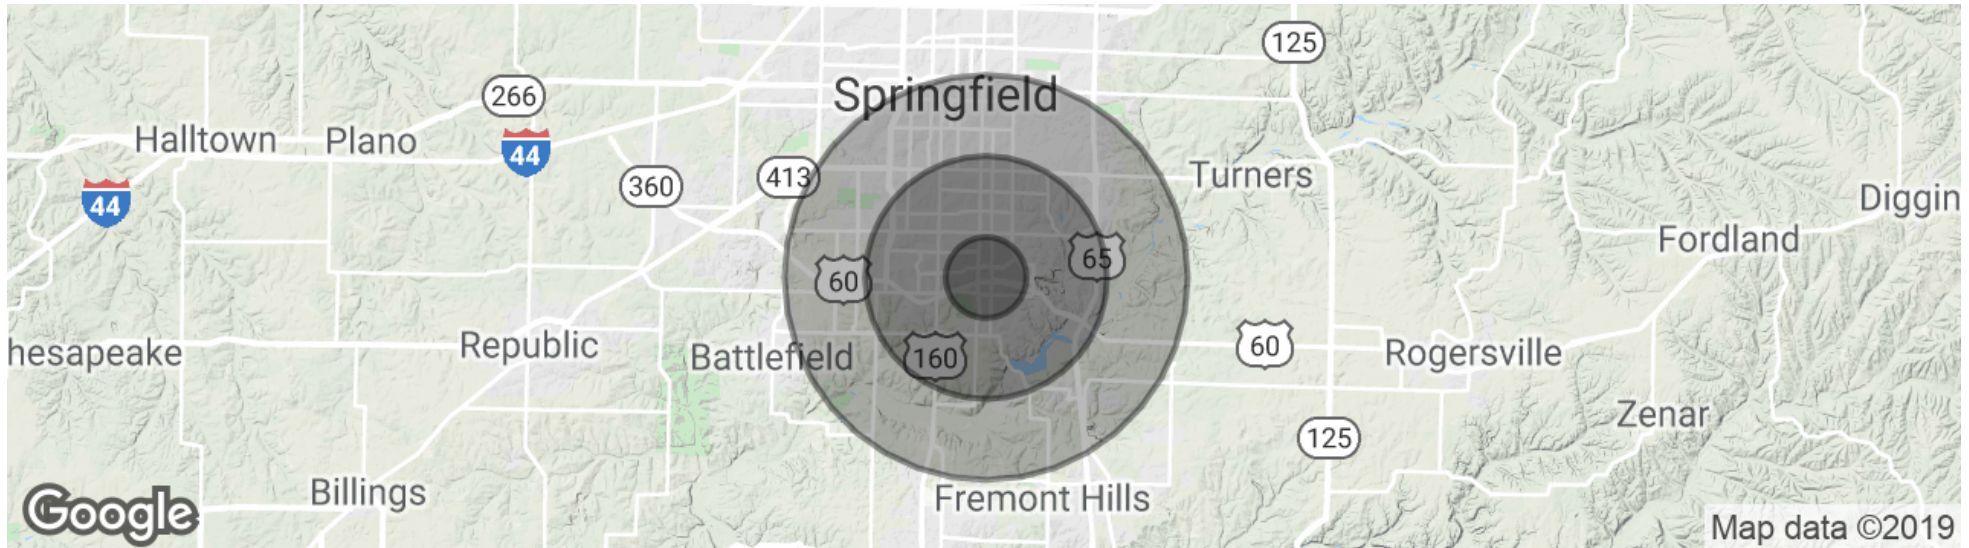 125
Springfield
266
Halltown
Plano
44
360
413
Turners
44
Diggin
Fordland
65
60
hesapeake
Republic
Battlefield
160
60
Rogersville
Zenar
125
Billings
Fremont Hills
Google
Map data ©2019